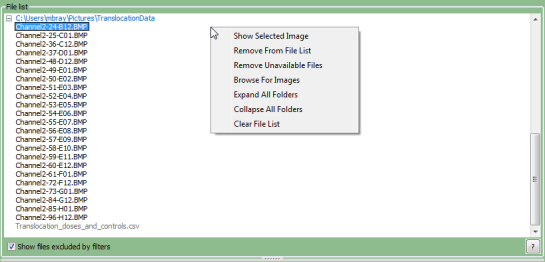 File list
C:\Users\mbray\Pictures\TranslocationData
Channel2-24-B12.BMP
Channel2-25-C01.BMP
Channel2-36-C12.BMP
Channel2-37-D01.BMP
Channel2-48-D12.BMP
Channel2-49-E01.BMP
Channel2-50-E02.BMP
Channel2-51-E03.BMP
Channel2-52-E04.BMP
Channel2-53-E05.BMP
Channel2-54-E06.BMP
Channel2-55-E07.BMP
Channel2-56-E08.BMP
Channel2-57-E09.BMP
Channel2-58-E10.BMP
Channel2-59-E11.BMP
Channel2-60-E12.BMP
Channel2-61-F01.BMP
Channel2-72-F12.BMP
Channel2-73-G01.BMP
Channel2-84-G12.BMP
Channel2-85-H01.BMP
Channel2-96-H12.BMP
Translocation_doses_and_controls.csv
Show Selected Image
Remove From File List
Remove Unavailable Files
Browse For Images
Expand All Folders
Collapse All Folders
Clear File List
Show files excluded by filters
?